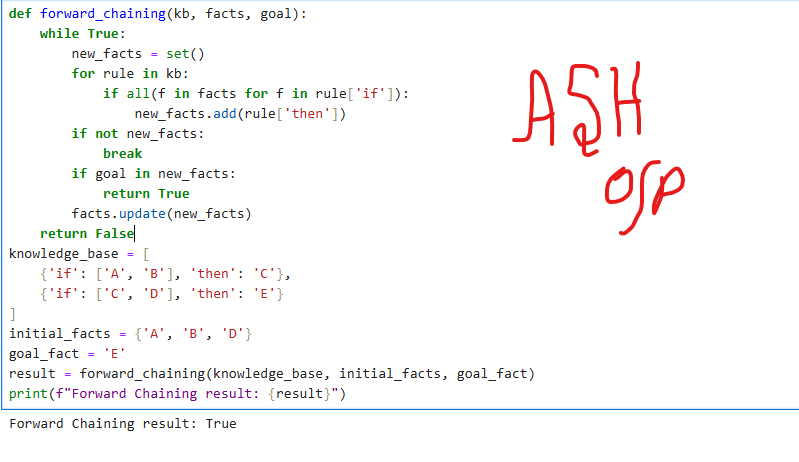 def forward_chaining(kb, facts, goal):
    while True:
        new_facts = set()
        for rule in kb:
            if all(f in facts for f in rule['if']):
                new_facts.add(rule['then'])
        if not new_facts:
            break
        if goal in new_facts:
            return True
        facts.update(new_facts)
    return False
knowledge_base = [
    {'if': ['A', 'B'], 'then': 'C'},
    {'if': ['C', 'D'], 'then': 'E'}
]
initial_facts = {'A', 'B', 'D'}
goal_fact = 'E'
result = forward_chaining(knowledge_base, initial_facts, goal_fact)
print(f"Forward Chaining result: {result}")
Forward Chaining result: True
ASH